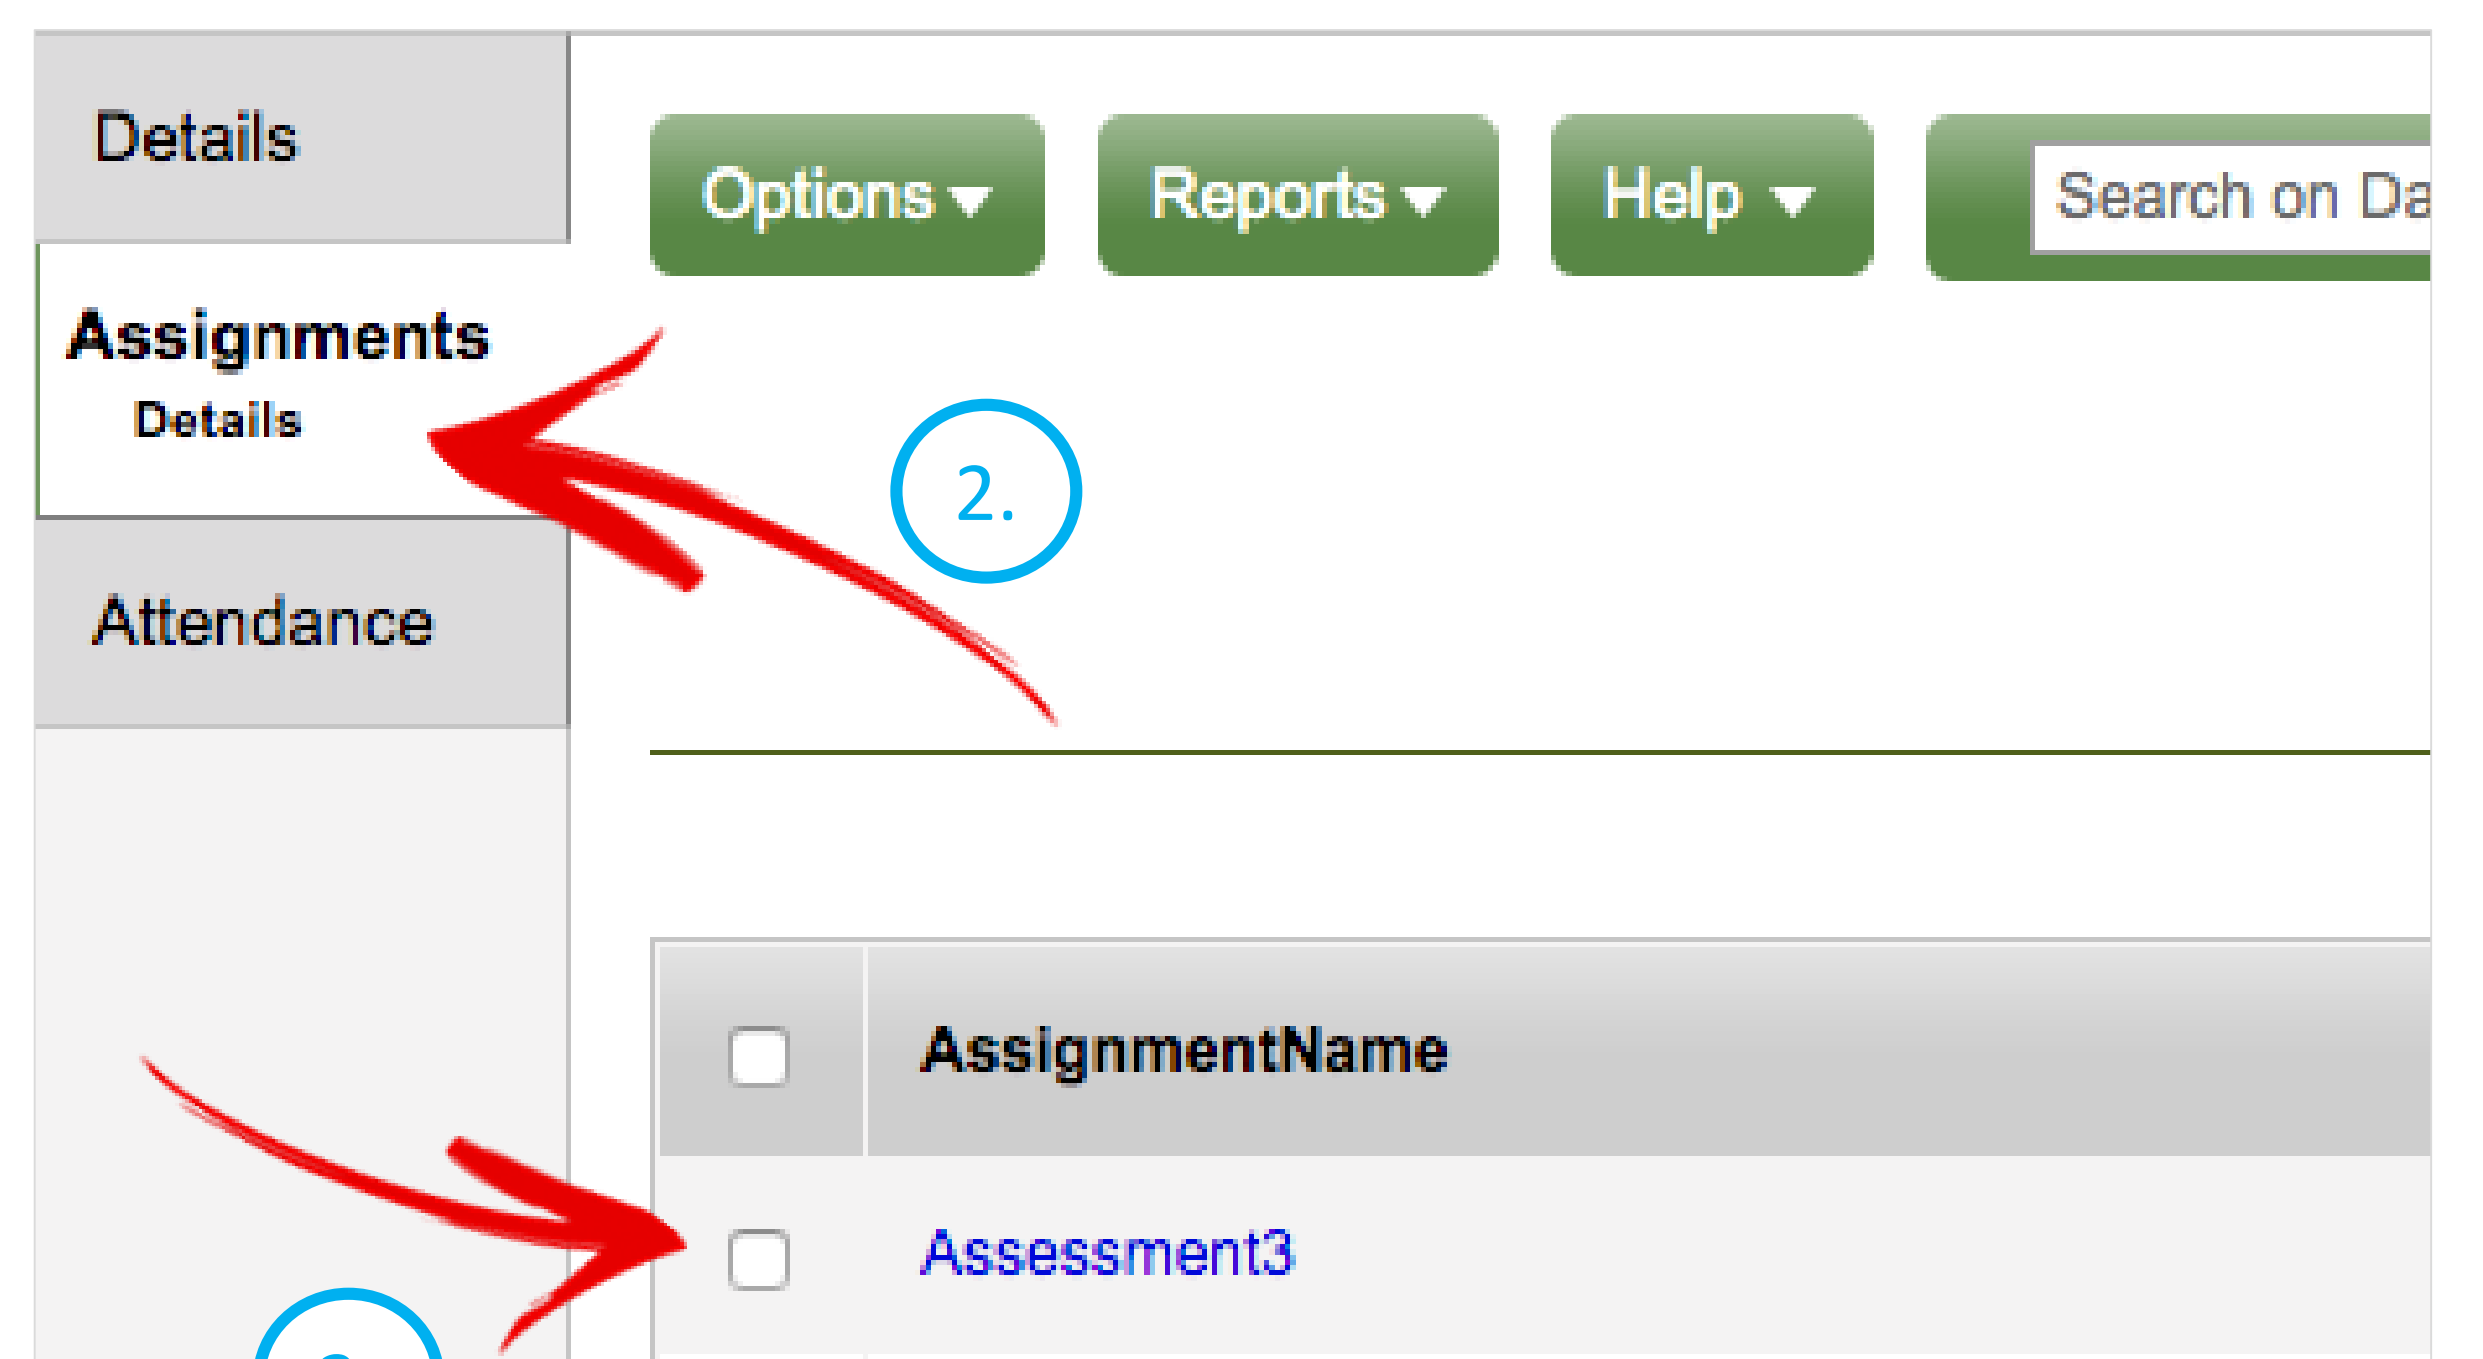 Details
Options
Reports
Help
Search on Da
Assignments
Details
2.
Attendance
AssignmentName
Assessment3